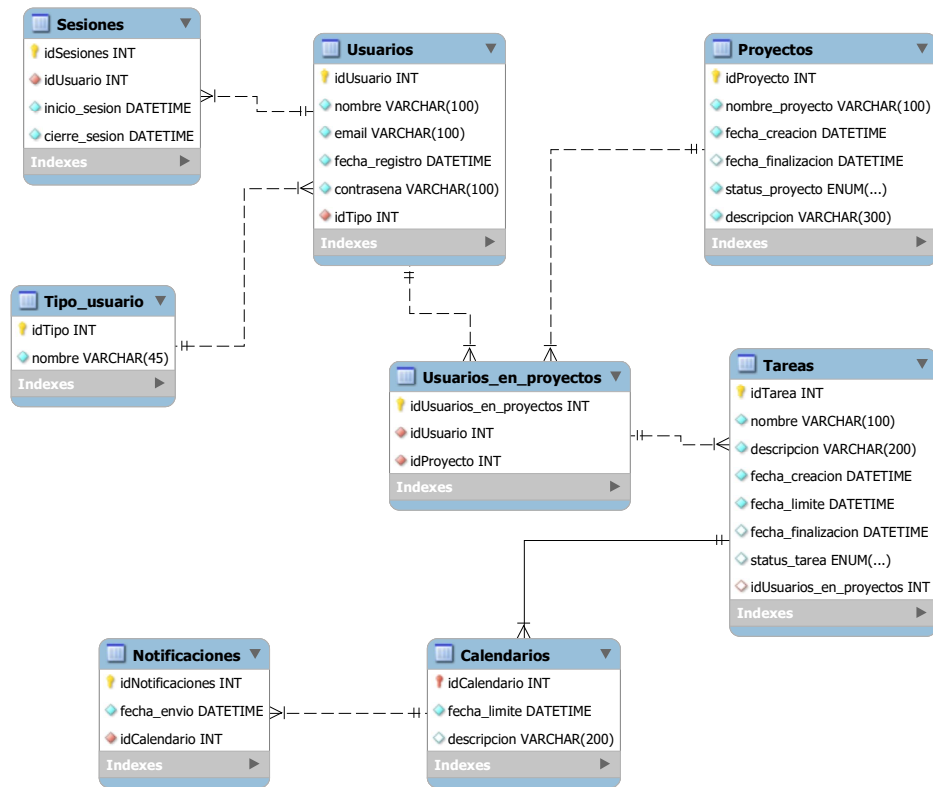 Sesiones
idSesiones INT
idUsuario INT
inicio_sesion DATETIME
cierre_sesion DATETIME
Indexes
Usuarios
idUsuario INT
nombre VARCHAR(100)
email VARCHAR(100)
fecha_registro DATETIME
contrasena VARCHAR(100)
idTipo INT
Indexes
Proyectos
idProyecto INT
nombre_proyecto VARCHAR(100)
fecha_creacion DATETIME
fecha_finalizacion DATETIME
status_proyecto ENUM(...)
descripcion VARCHAR(300)
Indexes
Tipo_usuario
idTipo INT
nombre VARCHAR(45)
Indexes
Usuarios_en_proyectos
idUsuarios_en_proyectos INT
idUsuario INT
idProyecto INT
Indexes
Tareas
idTarea INT
nombre VARCHAR(100)
descripcion VARCHAR(200)
fecha_creacion DATETIME
fecha_limite DATETIME
fecha_finalizacion DATETIME
status_tarea ENUM(...)
idUsuarios_en_proyectos INT
Indexes
Notificaciones
idNotificaciones INT
fecha_envio DATETIME
idCalendario INT
Indexes
Calendarios
idCalendario INT
fecha_limite DATETIME
descripcion VARCHAR(200)
Indexes